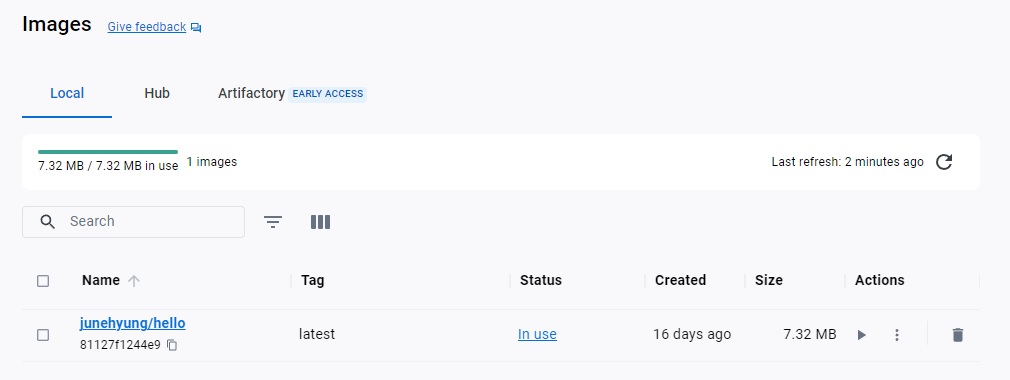 Images Give feedback
Local Hub Artifactory EARLY ACCESS
7.32 MB / 7.32 MB in use 1 images Last refresh: 2 minutes ago
Search
Name Tag Status Created Size Actions
junehyung/hello
81127f1244e9
latest In use 16 days ago 7.32 MB